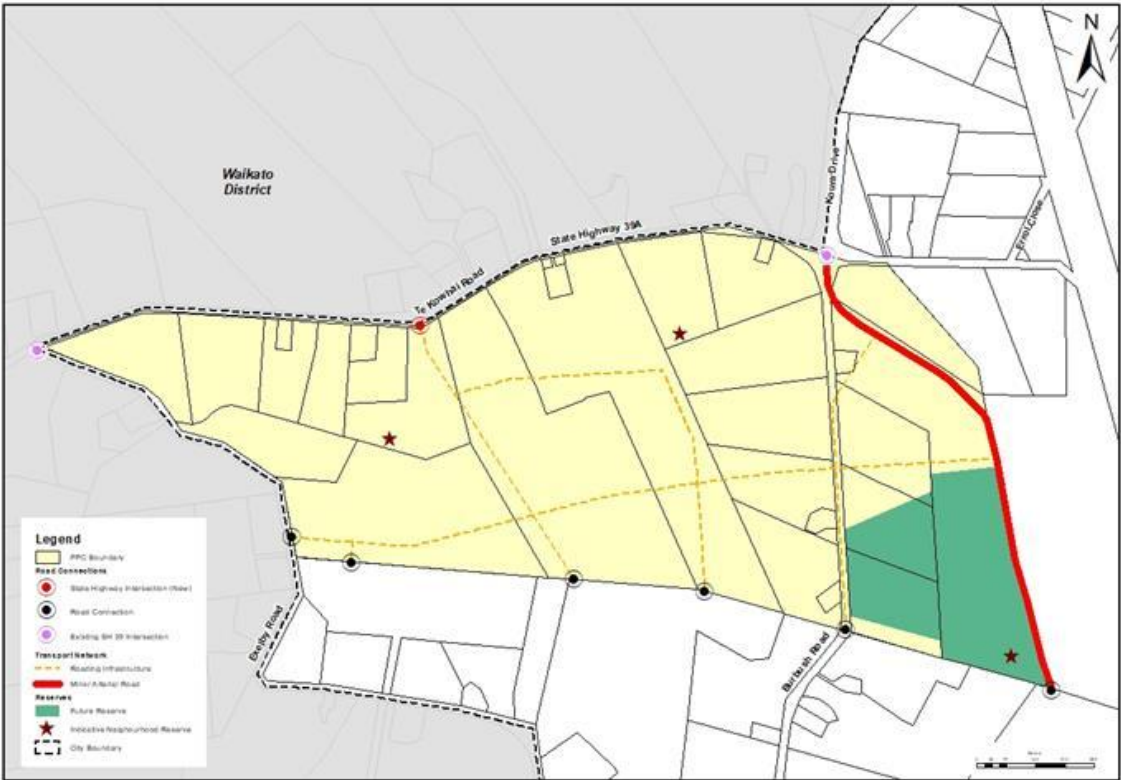 N
Waikato
District
Koura Drive
Errol Close
State Highway 39A
Te Kowhai Road
Exelby Road
Burbush Road
Legend
PPC Boundary
Road Connections
State Highway Intersection (New)
Road Connection
Existing SH 39 Intersection
Transport Network
Roading Infrastructure
Minor Arterial Road
Reserves
Future Reserve
Indicative Neighbourhood Reserve
City Boundary